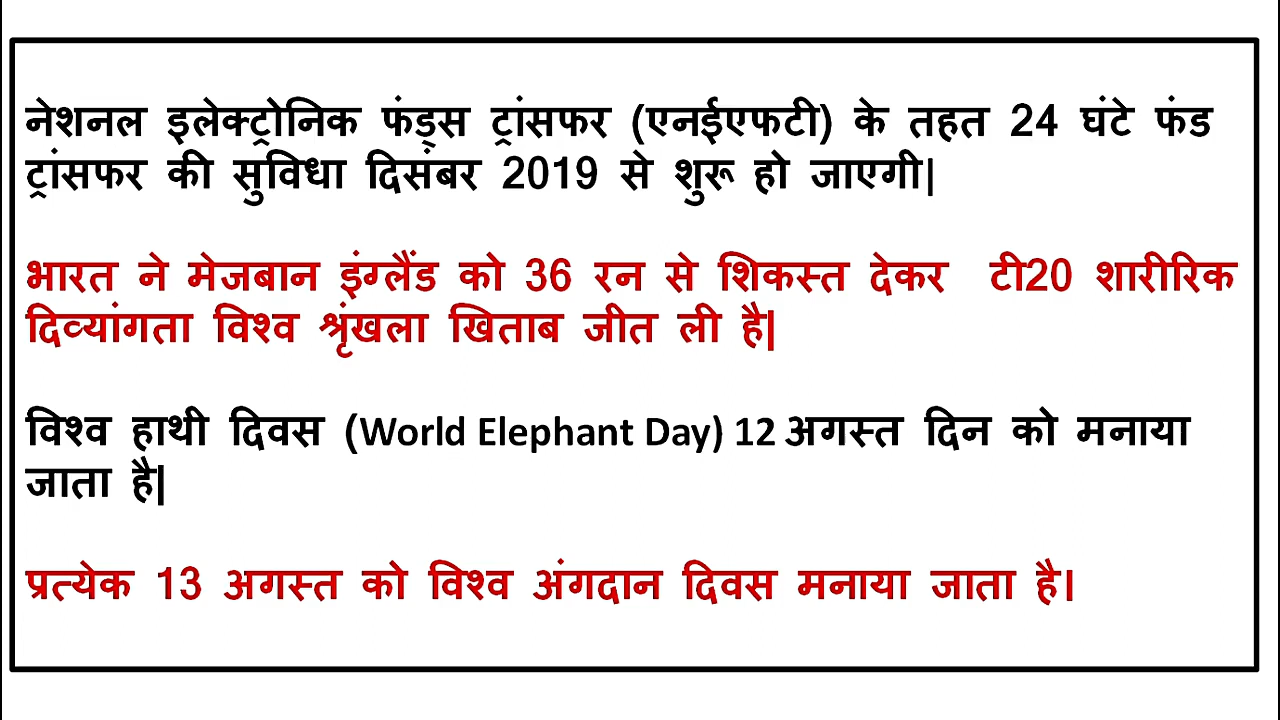 नेशनल इलेक्ट्रोनिक फंड्स ट्रांसफर (एनईएफटी) के तहत 24 घंटे फंड
ट्रांसफर की सुविधा दिसंबर 2019 से शुरू हो जाएगी|
भारत ने मेजबान इंग्लैंड को 36 रन से शिकस्त देकर टी20 शारीरिक
दिव्यांगता विश्व श्रृंखला खिताब जीत ली है|
विश्व हाथी दिवस (World Elephant Day) 12 अगस्त दिन को मनाया
जाता है|
प्रत्येक 13 अगस्त को विश्व अंगदान दिवस मनाया जाता है।